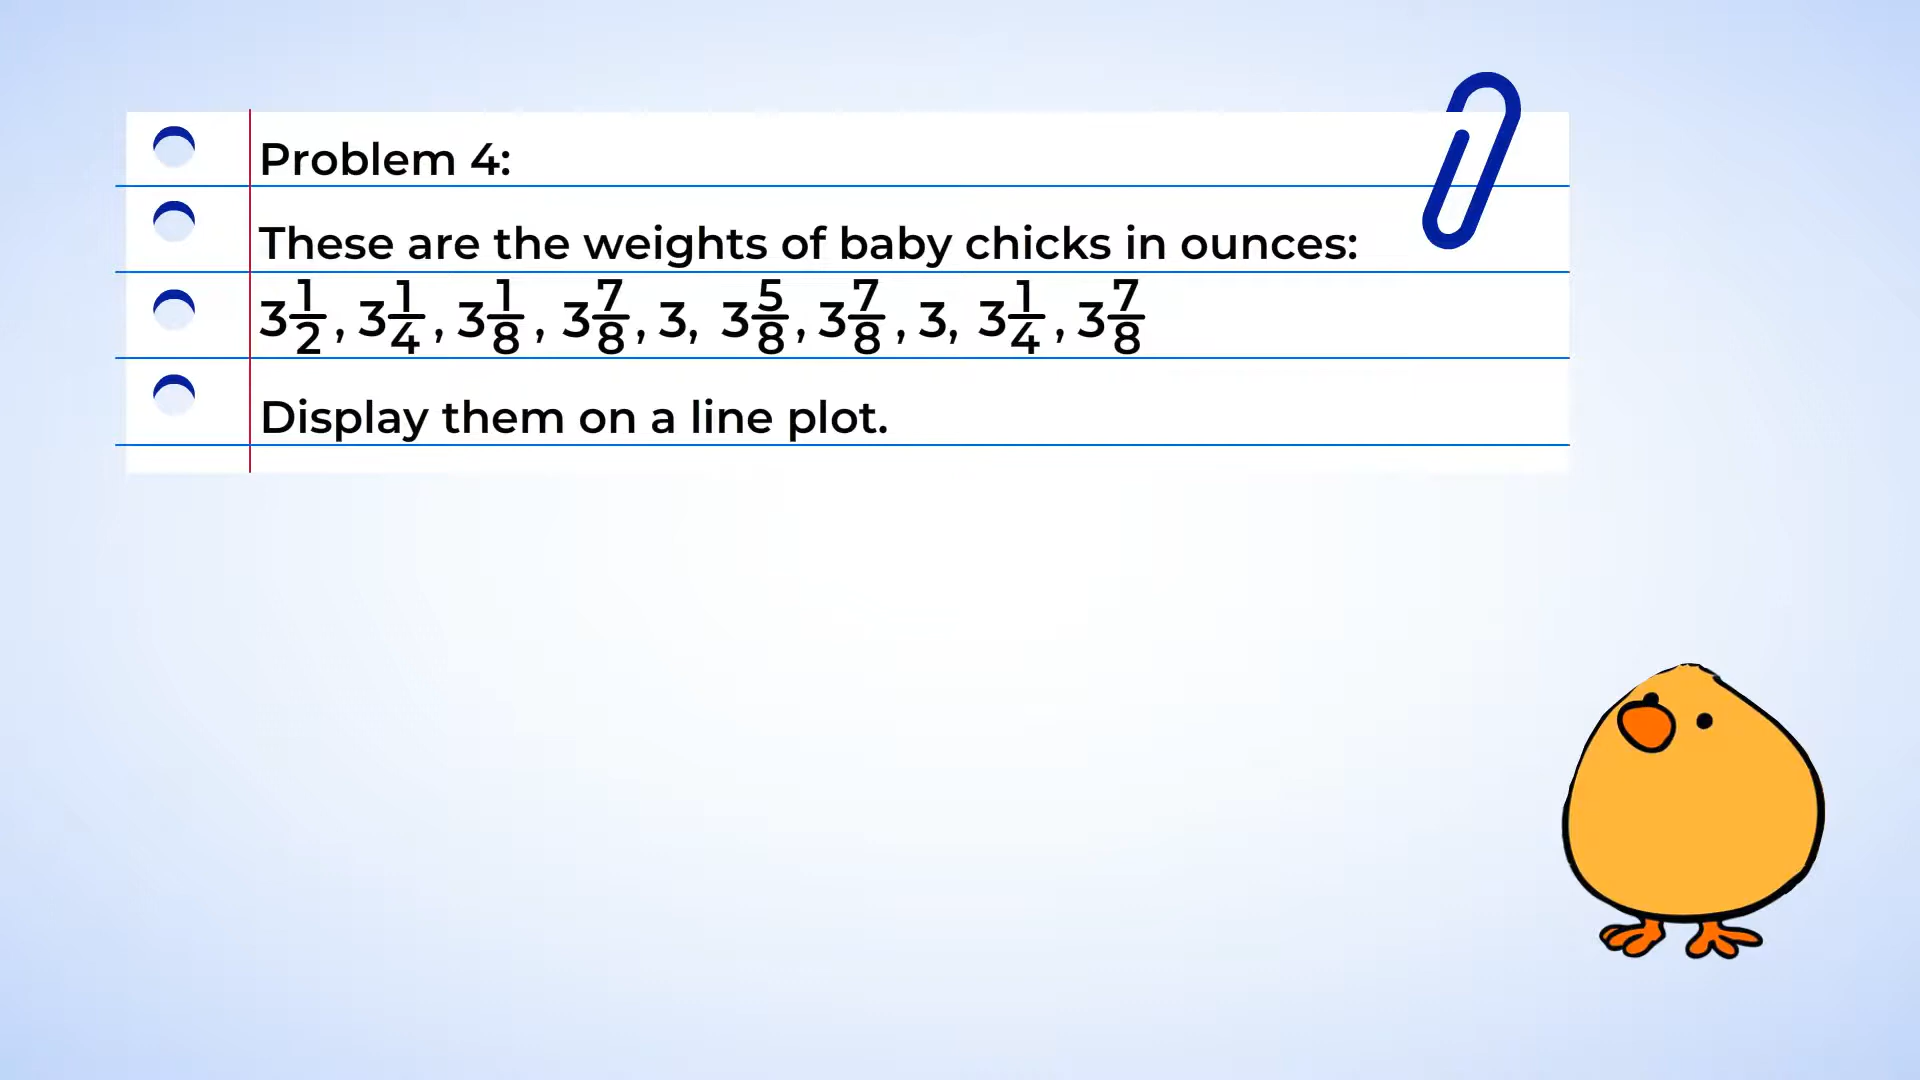 Problem 4:
These are the weights of baby chicks in ounces:
3 1/2, 3 1/4, 3 1/8, 3 7/8, 3, 3 5/8, 3 7/8, 3, 3 1/4, 3 7/8
Display them on a line plot.